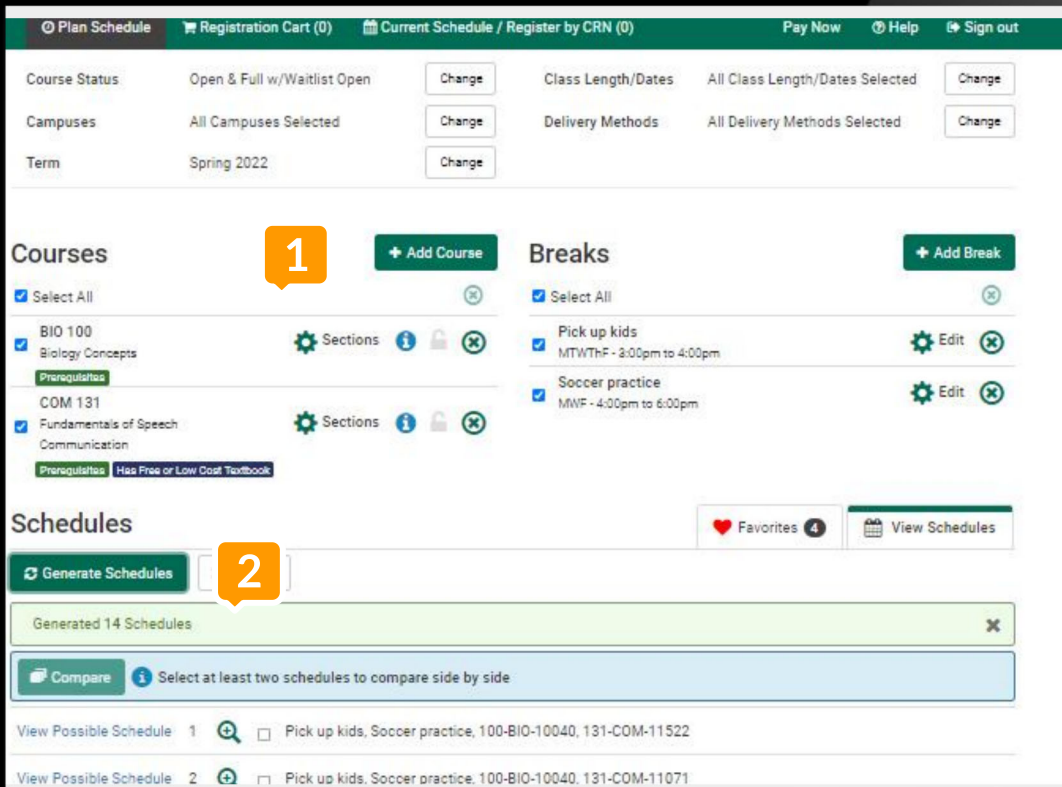 Plan Schedule Registration Cart (0) Current Schedule / Register by CRN (0) Pay Now Help Sign out
Course Status Open & Full w/Waitlist Open Change Class Length/Dates All Class Length/Dates Selected Change
Campuses All Campuses Selected Change Delivery Methods All Delivery Methods Selected Change
Term Spring 2022 Change
Courses 1 + Add Course Breaks + Add Break
Select All Select All
BIO 100 Sections Pick up kids Edit
Biology Concepts MTWThF - 3:00pm to 4:00pm
Prerequisites
COM 131 Sections Soccer practice Edit
Fundamentals of Speech MWF - 4:00pm to 6:00pm
Communication
Prerequisites Has Free or Low Cost Textbook
Schedules Favorites 4 View Schedules
Generate Schedules 2
Generated 14 Schedules
Compare Select at least two schedules to compare side by side
View Possible Schedule 1 Pick up kids, Soccer practice, 100-BIO-10040, 131-COM-11522
View Possible Schedule 2 Pick up kids, Soccer practice, 100-BIO-10040, 131-COM-11071